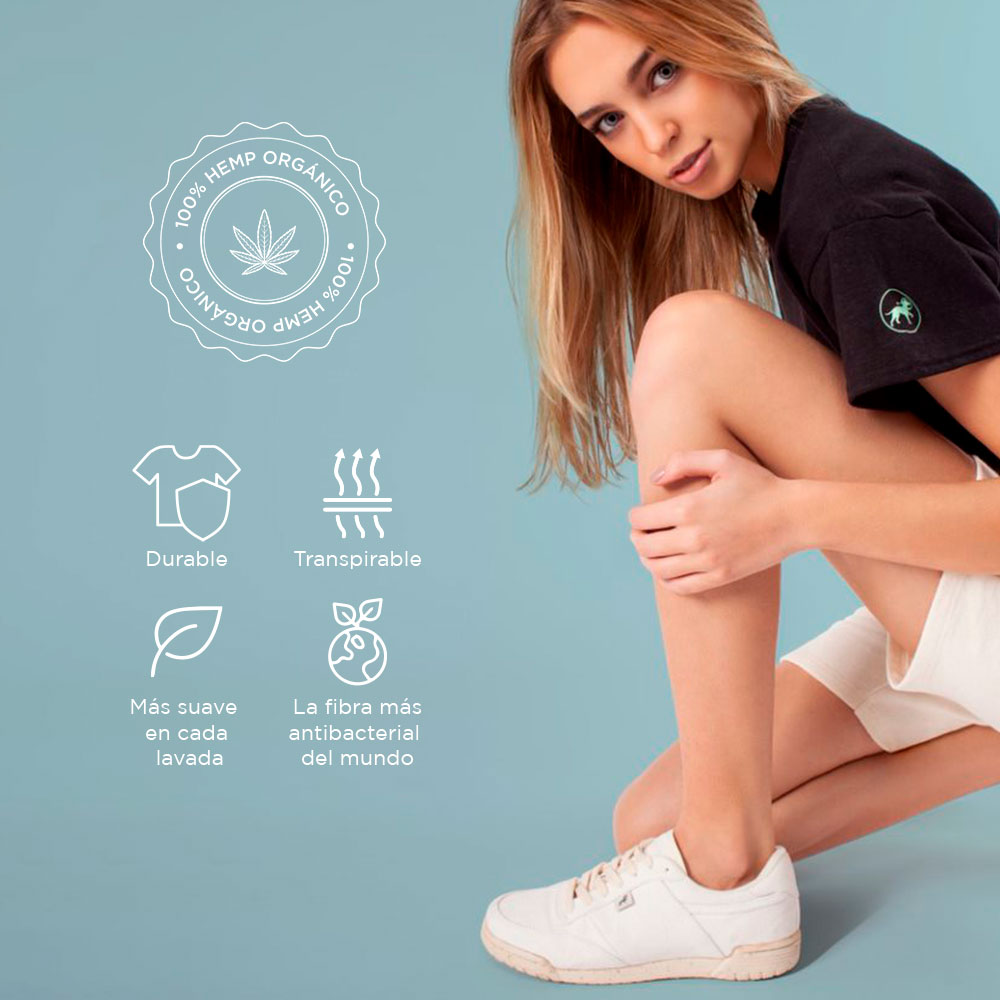 100% HEMP ORGÁNICO
100% HEMP ORGÁNICO
Durable
Transpirable
Más suave
en cada
lavada
La fibra más
antibacterial
del mundo